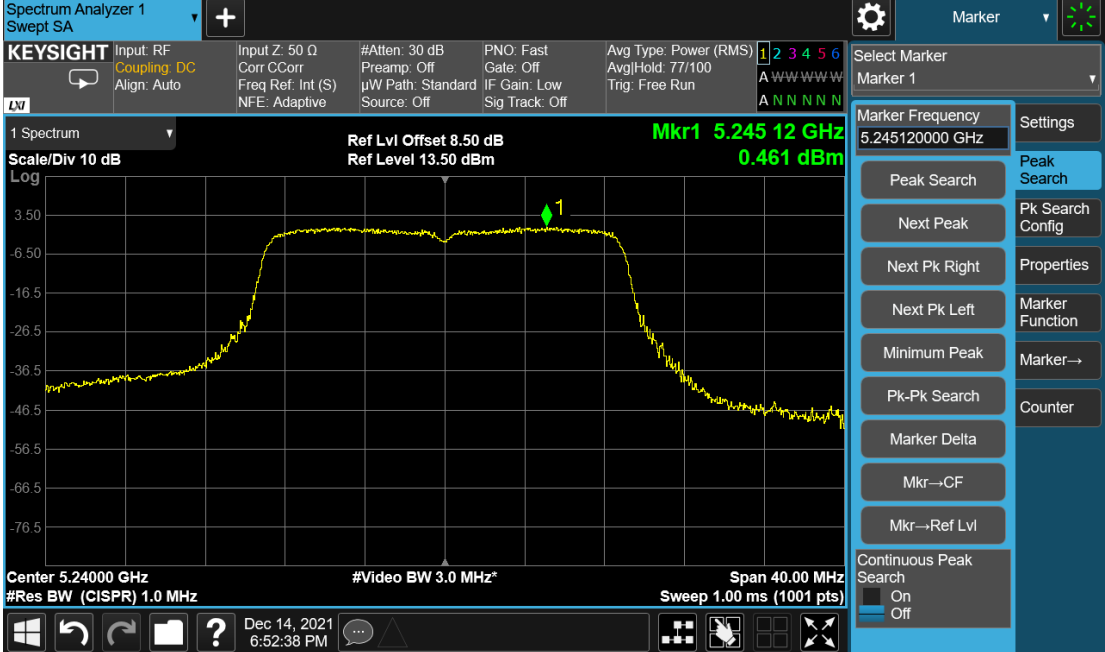 Spectrum Analyzer 1
Swept SA
+
Marker
KEYSIGHT
LXI
Input: RF
Coupling: DC
Align: Auto
Input Z: 50 Ω
Corr CCorr
Freq Ref: Int (S)
NFE: Adaptive
#Atten: 30 dB
Preamp: Off
µW Path: Standard
Source: Off
PNO: Fast
Gate: Off
IF Gain: Low
Sig Track: Off
Avg Type: Power (RMS)
Avg|Hold: 77/100
Trig: Free Run
1 2 3 4 5 6
A W W W W W
A N N N N N
1 Spectrum
Scale/Div 10 dB
Log
Ref Lvl Offset 8.50 dB
Ref Level 13.50 dBm
Mkr1 5.245 12 GHz
0.461 dBm
1
3.50
-6.50
-16.5
-26.5
-36.5
-46.5
-56.5
-66.5
-76.5
Center 5.24000 GHz
#Res BW (CISPR) 1.0 MHz
#Video BW 3.0 MHz*
Span 40.00 MHz
Sweep 1.00 ms (1001 pts)
Select Marker
Marker 1
Marker Frequency
5.245120000 GHz
Peak Search
Next Peak
Next Pk Right
Next Pk Left
Minimum Peak
Pk-Pk Search
Marker Delta
Mkr→CF
Mkr→Ref Lvl
Continuous Peak
Search
On
Off
Settings
Peak
Search
Pk Search
Config
Properties
Marker
Function
Marker→
Counter
?
Dec 14, 2021
6:52:38 PM